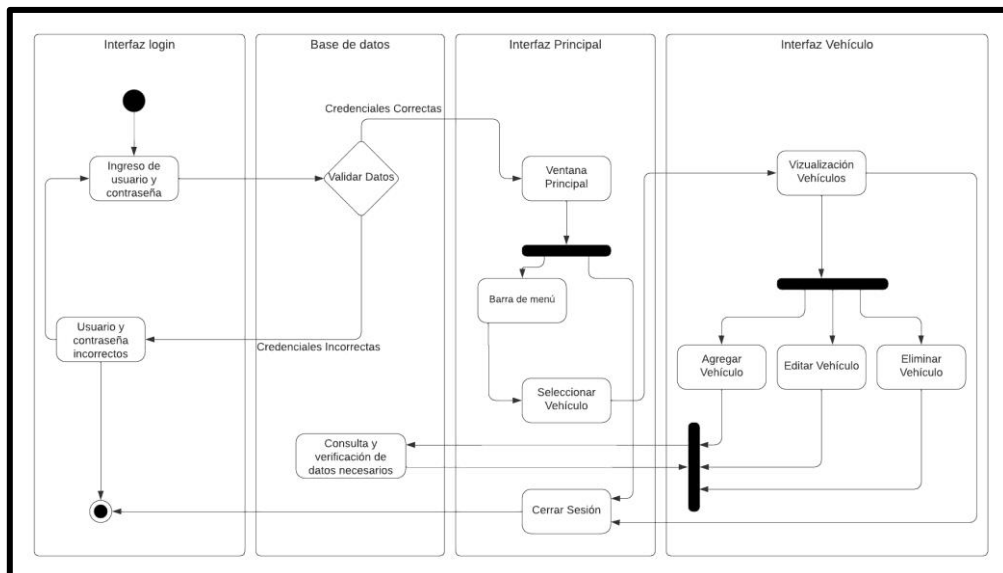 Interfaz login
Base de datos
Interfaz Principal
Interfaz Vehículo
Credenciales Correctas
Ingreso de
usuario y
contraseña
Validar Datos
Ventana
Principal
Vizualización
Vehículos
Barra de menú
Usuario y
contraseña
incorrectos
Credenciales Incorrectas
Agregar
Vehículo
Editar Vehículo
Eliminar
Vehículo
Seleccionar
Vehículo
Consulta y
verificación de
datos necesarios
Cerrar Sesión